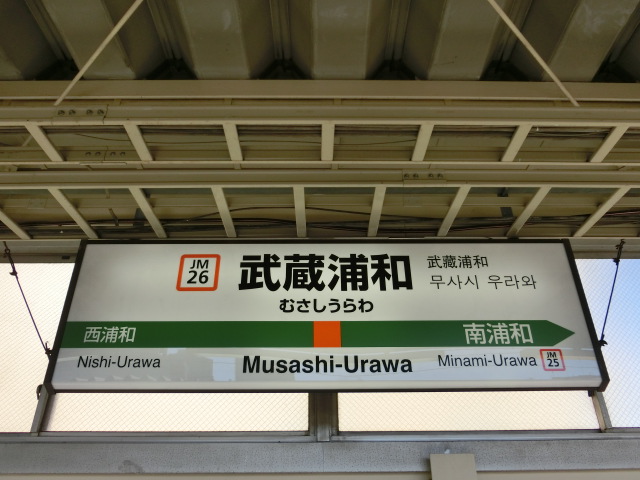 JM
26
武蔵浦和
武蔵浦和
무사시 우라와
むさしうらわ
西浦和
南浦和
Nishi-Urawa
Musashi-Urawa
Minami-Urawa
JM
25